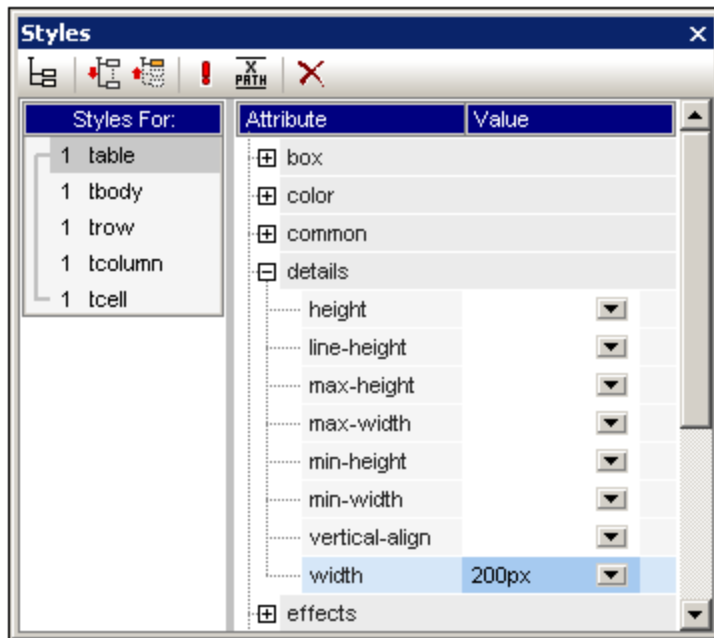 Styles
X
PATH
Styles For:
1 table
1 tbody
1 trow
1 tcolumn
1 tcell
Attribute Value
box
color
common
details
height
line-height
max-height
max-width
min-height
min-width
vertical-align
width 200px
effects